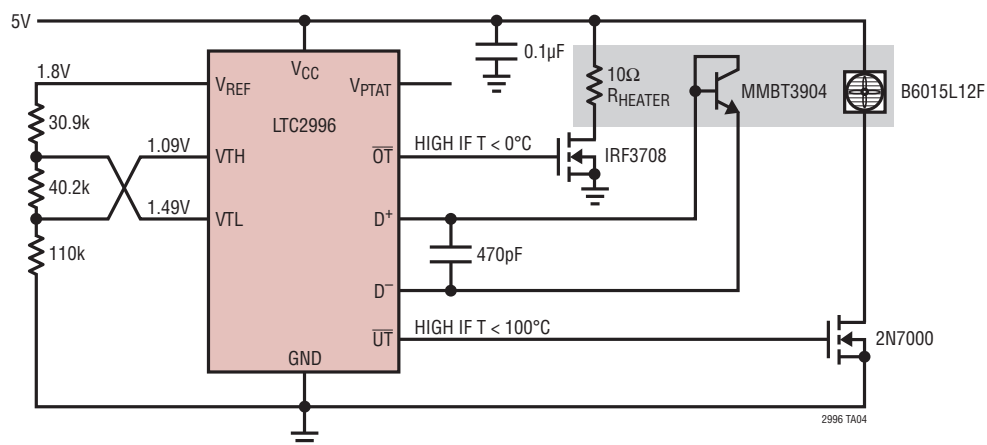 5V
1.8V
30.9k
40.2k
110k
1.09V
1.49V
VCC
VREF
VPTAT
LTC2996
VTH
OT
VTL
D+
D–
UT
GND
0.1µF
10Ω
RHEATER
MMBT3904
B6015L12F
HIGH IF T < 0°C
IRF3708
470pF
HIGH IF T < 100°C
2N7000
2996 TA04